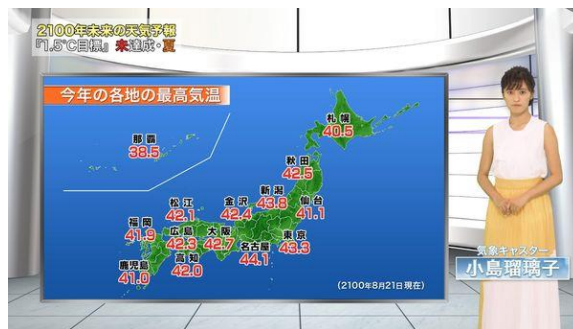 2100年未来の天気予報
『1.5℃目標』未達成・夏
今年の各地の最高気温
札幌
40.5
那覇
38.5
秋田
42.5
新潟
43.8
仙台
41.1
金沢
42.4
松江
42.1
福岡
41.9
広島
42.3
大阪
42.7
東京
43.3
名古屋
44.1
高知
42.0
鹿児島
41.0
気象キャスター
小島瑠璃子
(2100年8月21日現在)